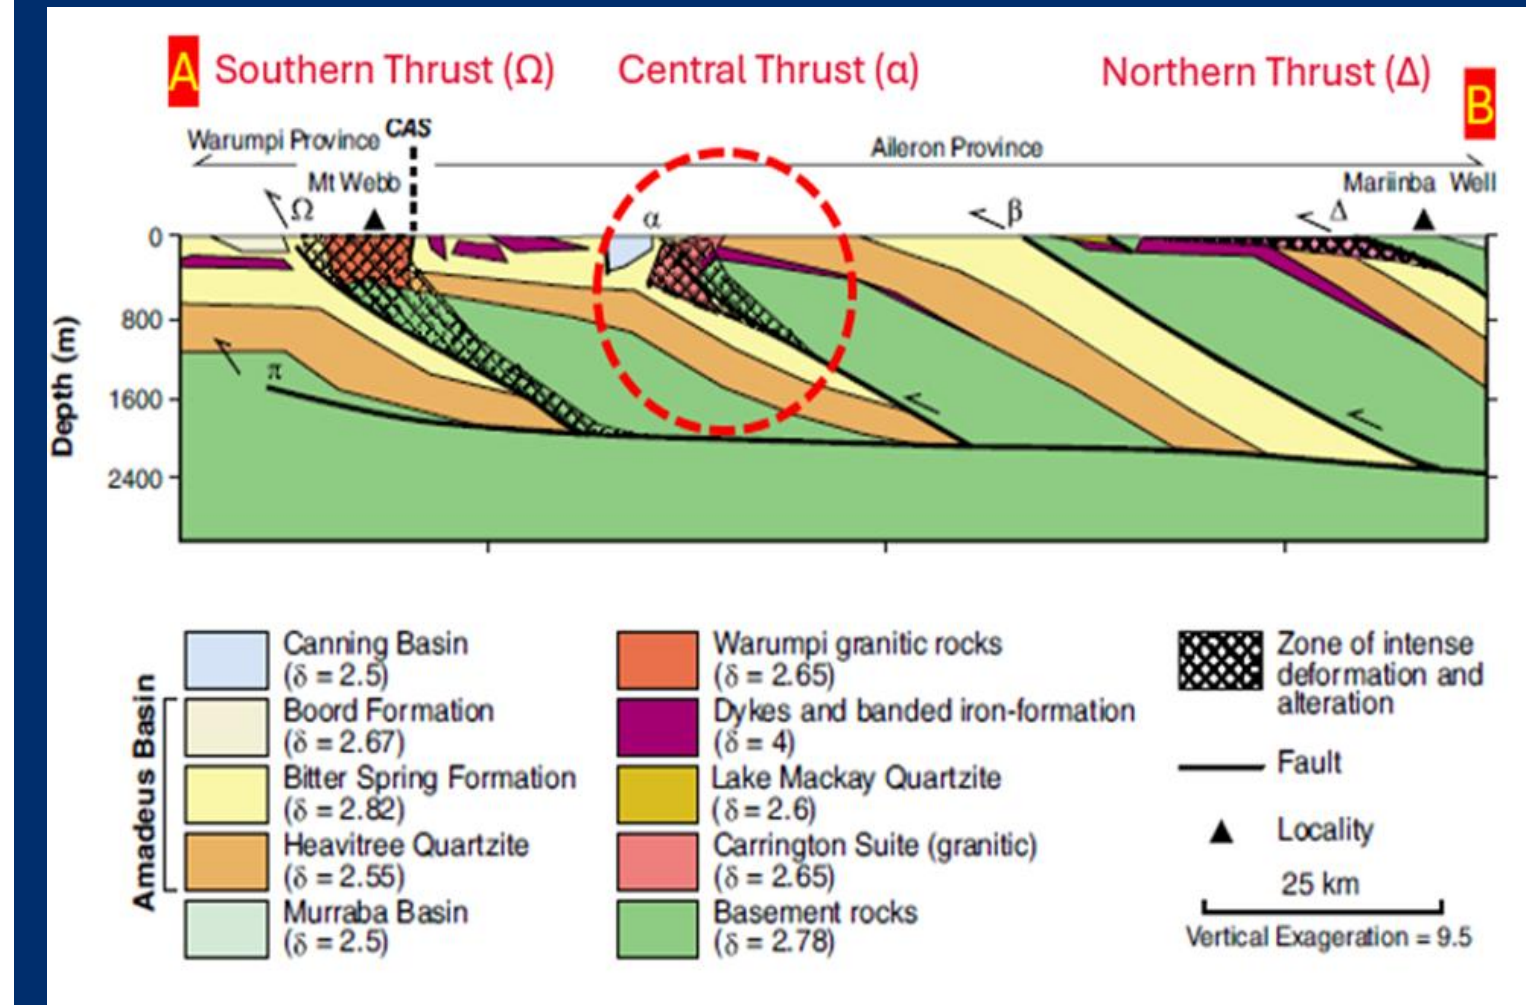 A Southern Thrust (Ω) Central Thrust (α) Northern Thrust (Δ) B
Warumpi Province CAS Aileron Province
Mt Webb Mariinba Well
Ω α β Δ
0
800
π
1600
2400
Depth (m)
Canning Basin
(δ = 2.5)
Amadeus Basin
Boord Formation
(δ = 2.67)
Bitter Spring Formation
(δ = 2.82)
Heavitree Quartzite
(δ = 2.55)
Murraba Basin
(δ = 2.5)
Warumpi granitic rocks
(δ = 2.65)
Dykes and banded iron-formation
(δ = 4)
Lake Mackay Quartzite
(δ = 2.6)
Carrington Suite (granitic)
(δ = 2.65)
Basement rocks
(δ = 2.78)
Zone of intense
deformation and
alteration
Fault
Locality
25 km
Vertical Exageration = 9.5